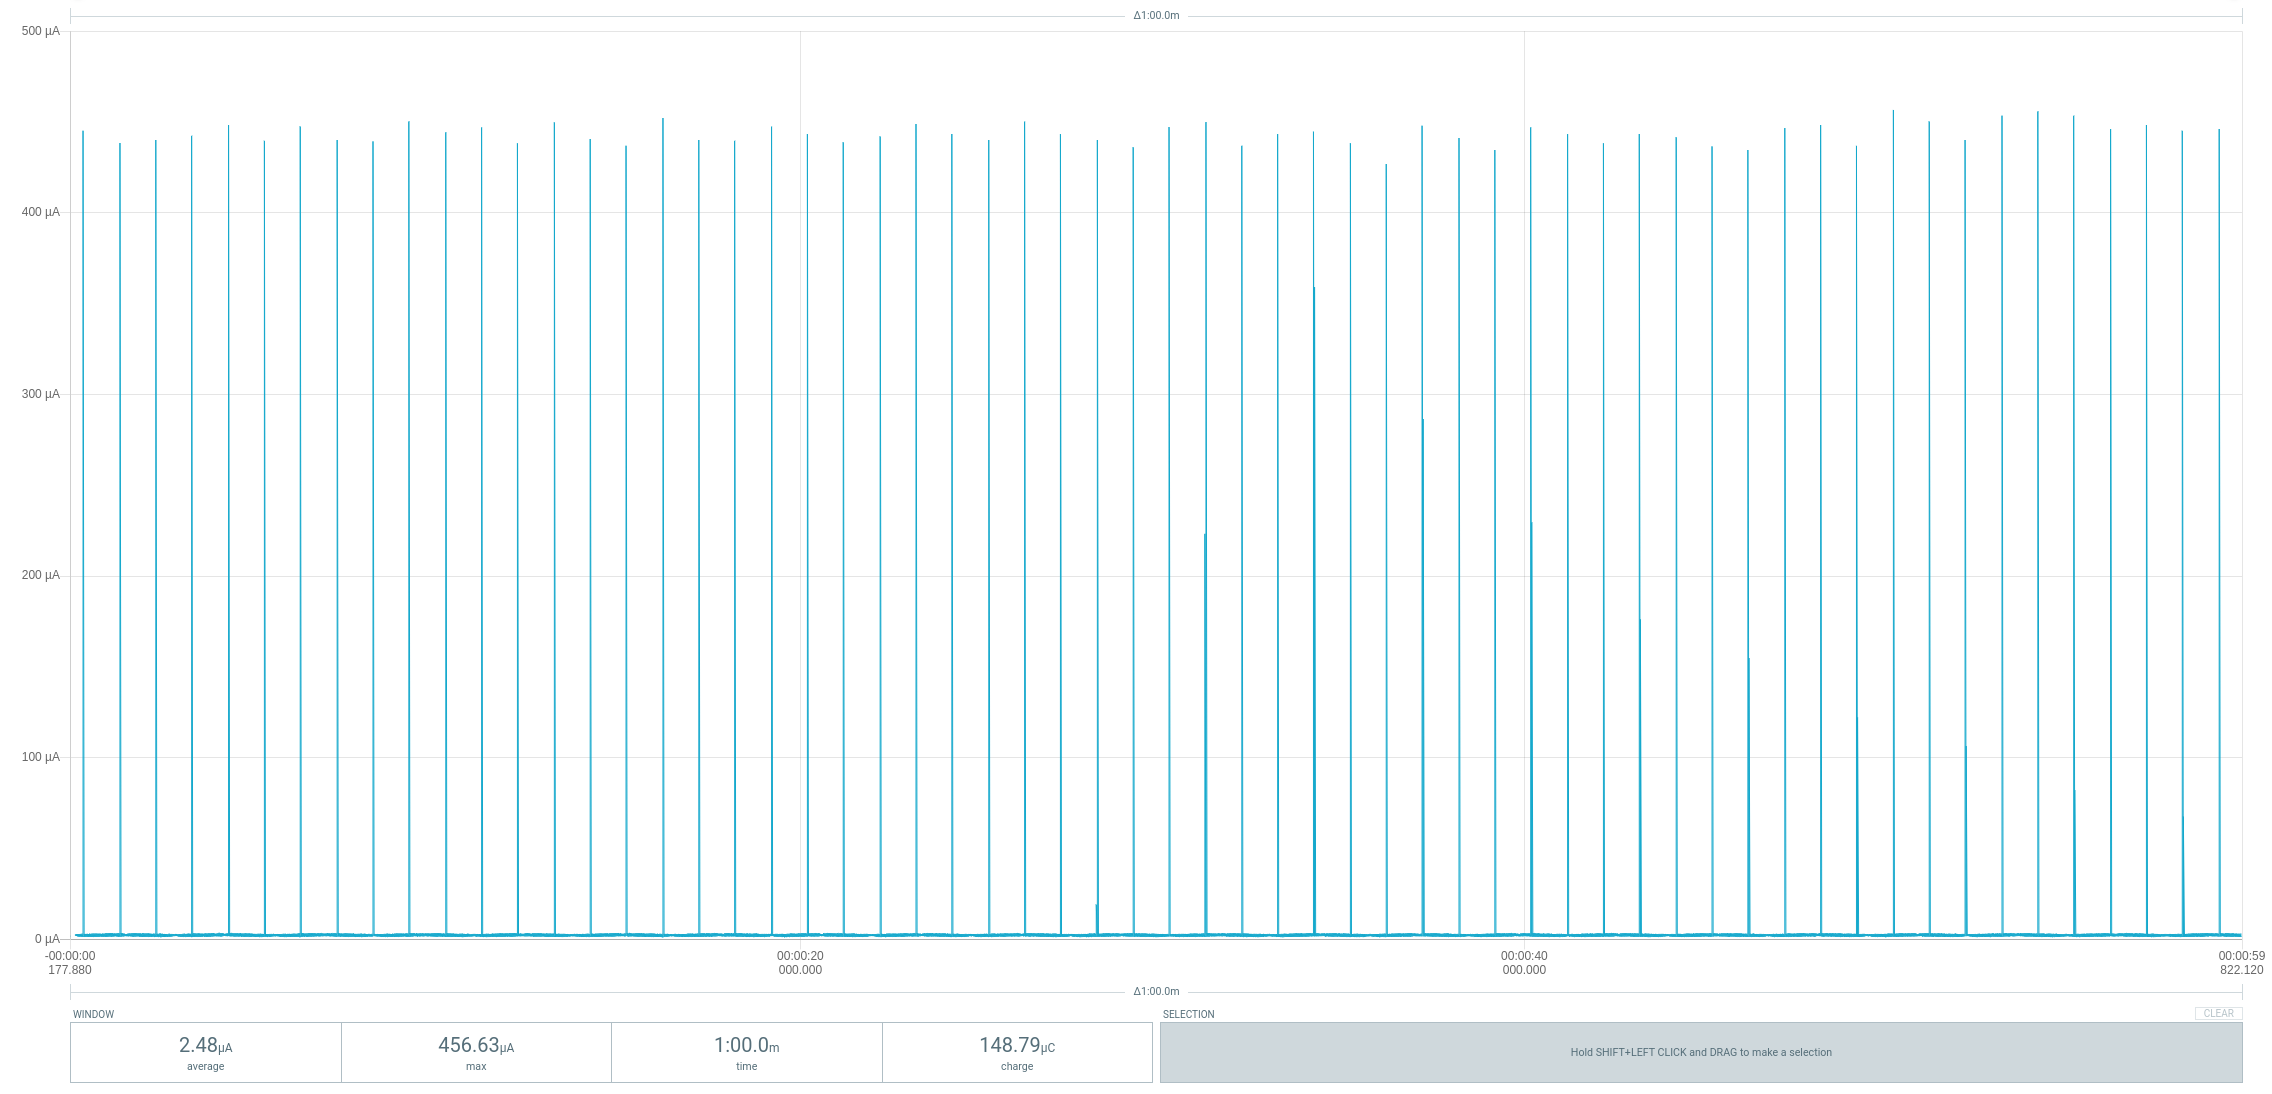 Δ1:00.0m
500 µA
400 µA
300 µA
200 µA
100 µA
0 µA
-00:00:00 00:00:20 00:00:40 00:00:59
177.880 000.000 000.000 822.120
Δ1:00.0m
WINDOW SELECTION CLEAR
2.48µA 456.63µA 1:00.0m 148.79µC
average max time charge
Hold SHIFT+LEFT CLICK and DRAG to make a selection